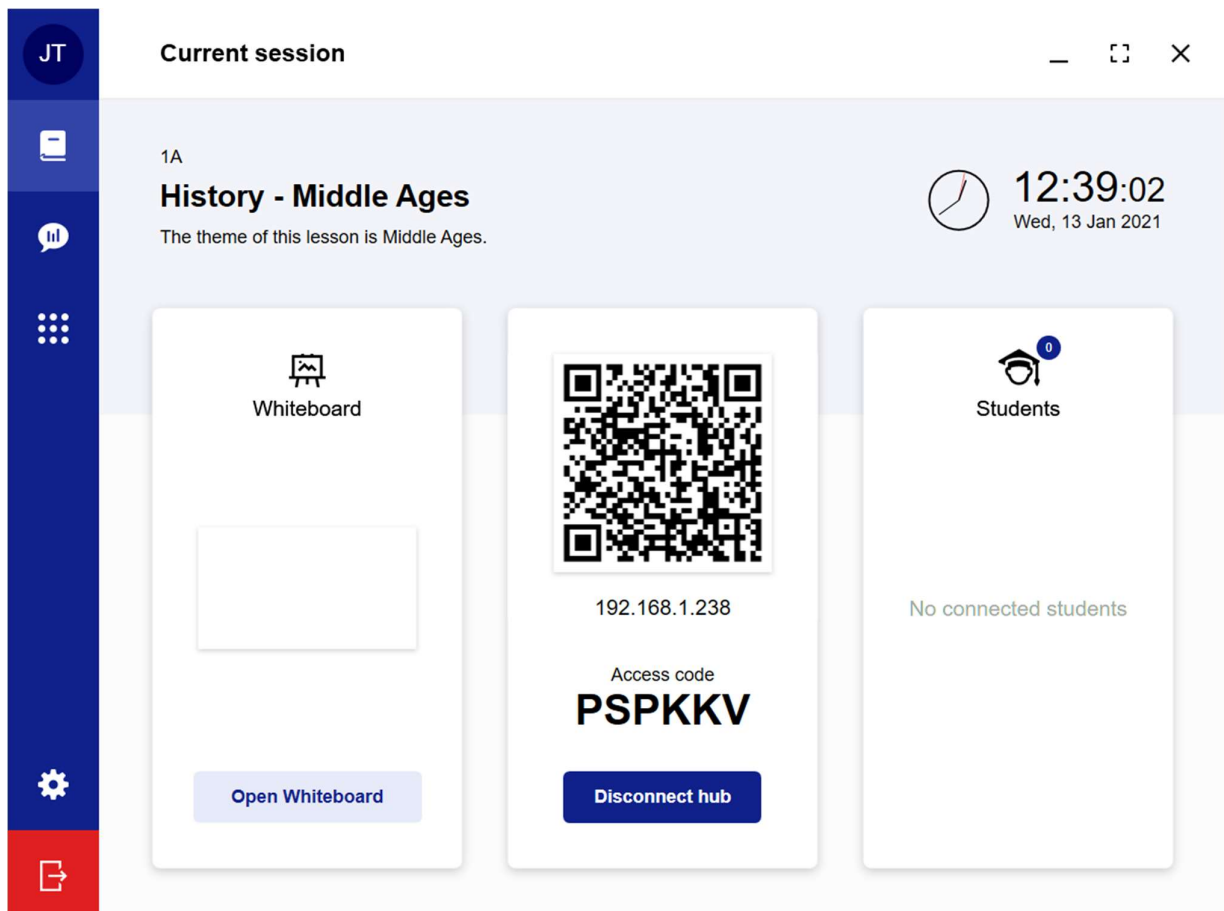 JT
Current session
1A
History - Middle Ages
The theme of this lesson is Middle Ages.
12:39:02
Wed, 13 Jan 2021
Whiteboard
Open Whiteboard
192.168.1.238
Access code
PSPKKV
Disconnect hub
0
Students
No connected students